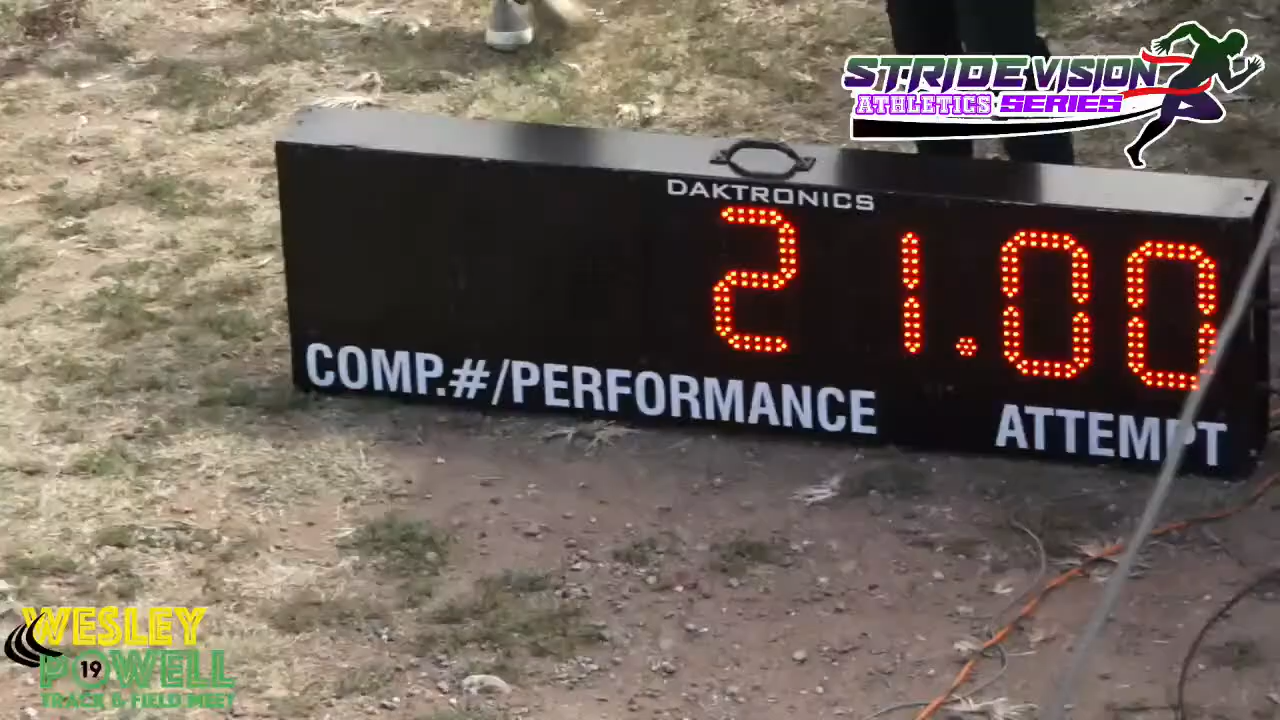 STRIDEVISION
ATHLETICS SERIES
DAKTRONICS
21.00
COMP.#/PERFORMANCE ATTEMPT
WESLEY
19 POWELL
TRACK & FIELD MEET